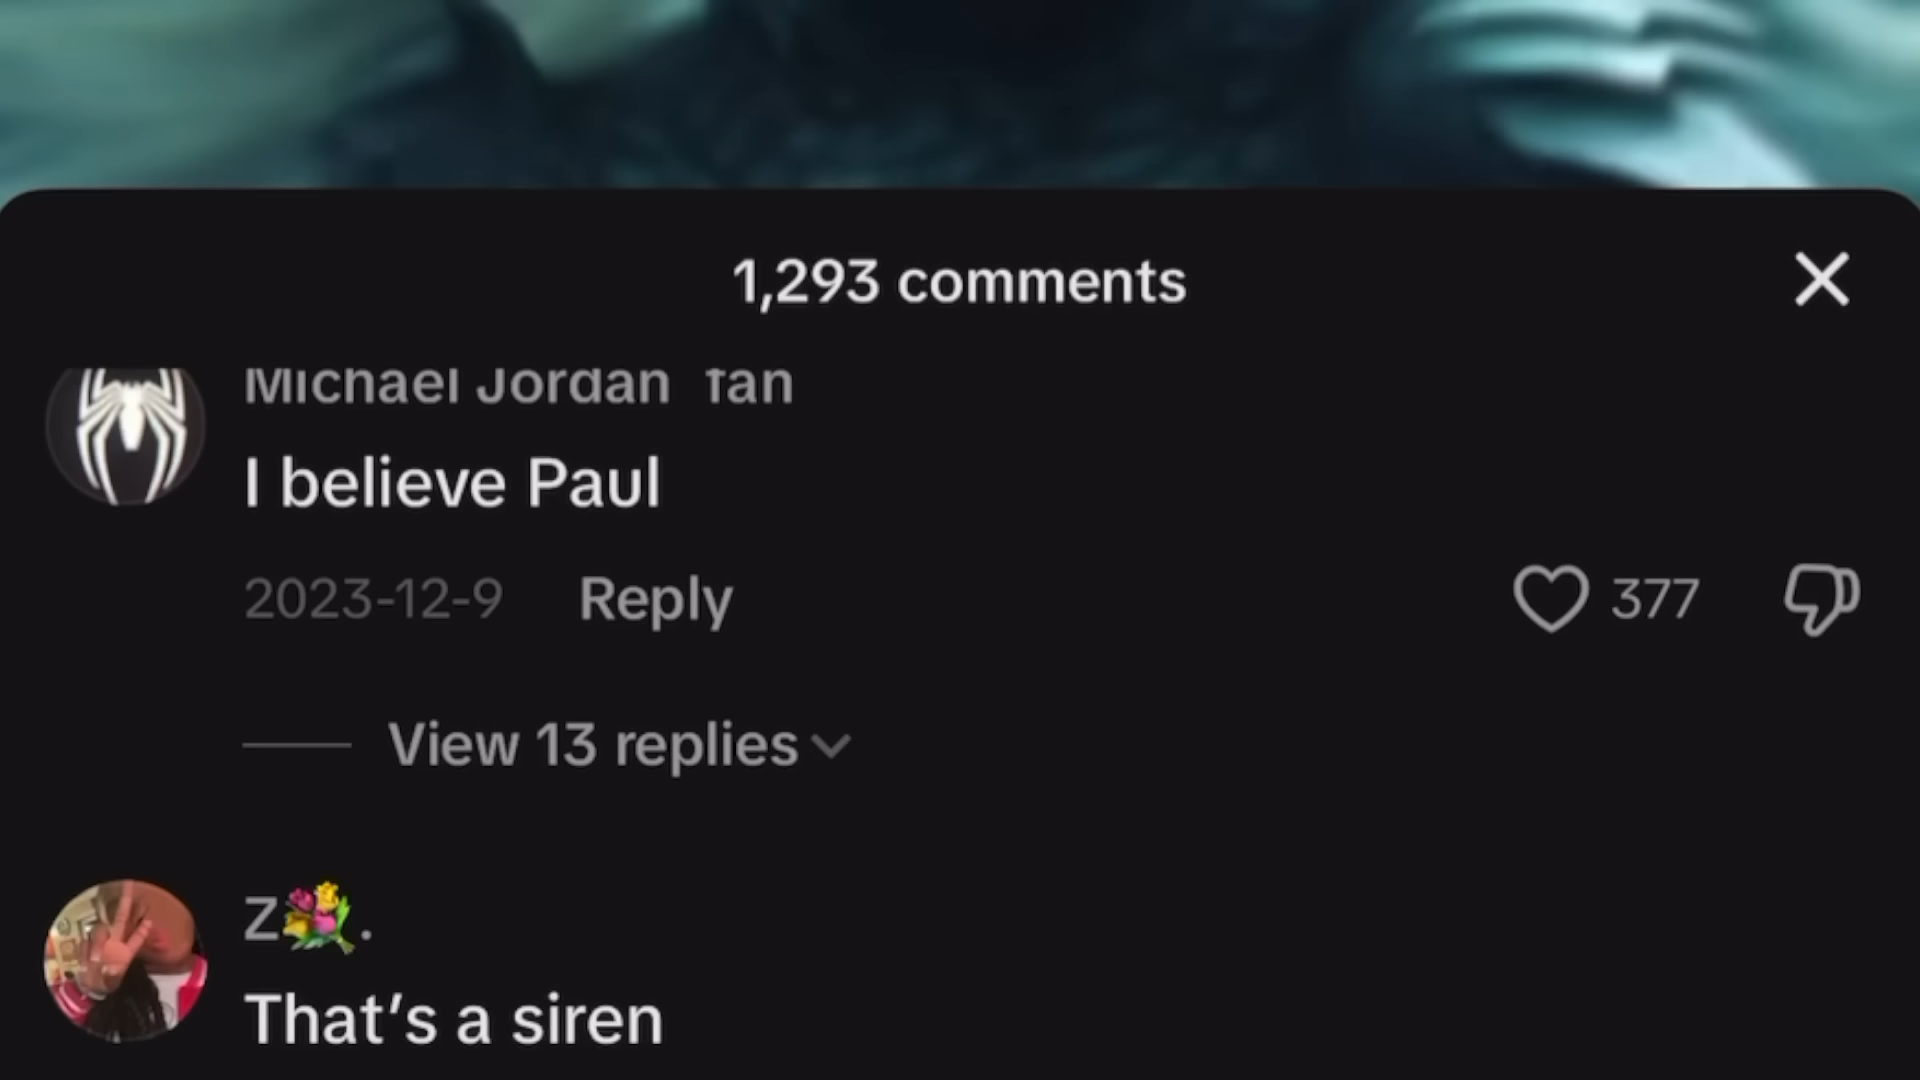 1,293 comments
Michael Jordan fan
I believe Paul
2023-12-9 Reply
377
View 13 replies
Z💐.
That's a siren